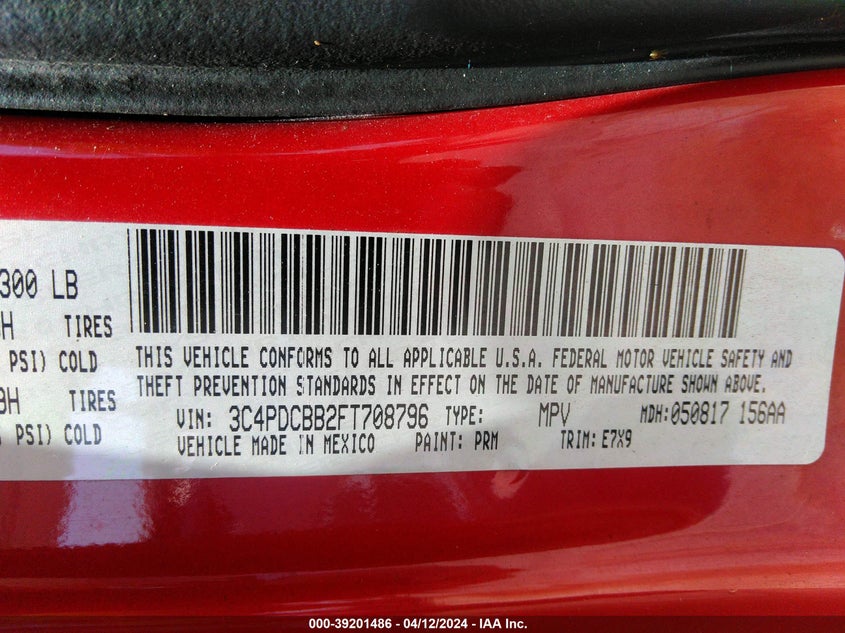 300 LB
H TIRES
PSI) COLD
H TIRES
PSI) COLD
THIS VEHICLE CONFORMS TO ALL APPLICABLE U.S.A. FEDERAL MOTOR VEHICLE SAFETY AND
THEFT PREVENTION STANDARDS IN EFFECT ON THE DATE OF MANUFACTURE SHOWN ABOVE.
VIN: 3C4PDCBB2FT708796 TYPE: MPV MDH:050817 156AA
VEHICLE MADE IN MEXICO PAINT: PRM TRIM: E7X9
000-39201486 - 04/12/2024 - IAA Inc.